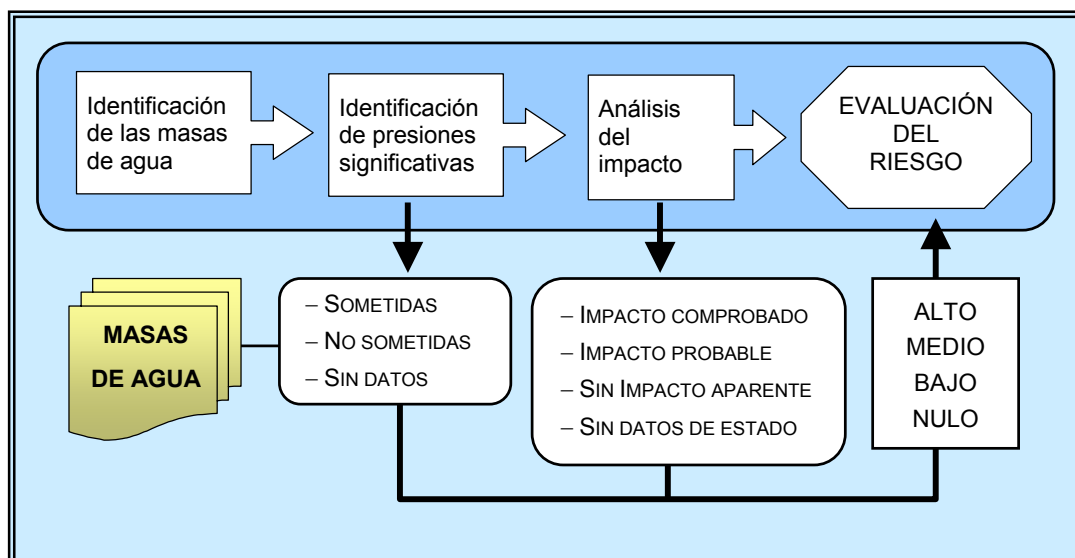 Identificación
de las masas
de agua
Identificación
de presiones
significativas
Análisis
del
impacto
EVALUACIÓN
DEL
RIESGO
MASAS
DE AGUA
– SOMETIDAS
– NO SOMETIDAS
– SIN DATOS
– IMPACTO COMPROBADO
– IMPACTO PROBABLE
– SIN IMPACTO APARENTE
– SIN DATOS DE ESTADO
ALTO
MEDIO
BAJO
NULO